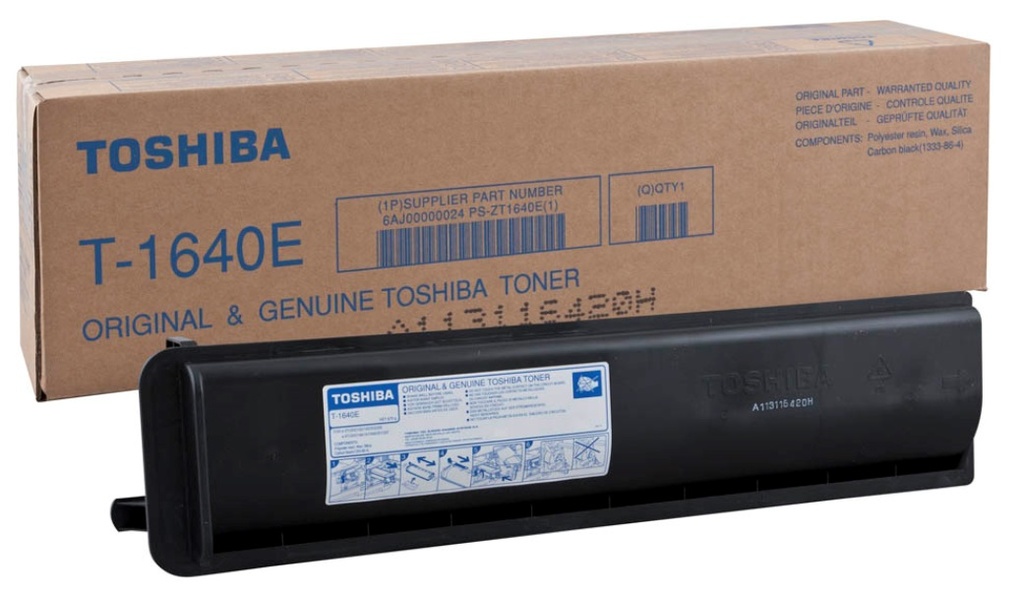 ORIGINAL PART - WARRANTED QUALITY
PIECE D'ORIGINE - CONTROLE QUALITE
ORIGINALTEIL - GEPRÜFTE QUALITÄT
COMPONENTS: Polyester resin, Wax, Silica
Carbon black(1333-86-4)
TOSHIBA
(1P)SUPPLIER PART NUMBER
6AJ00000024 PS-ZT1640E(1)
(Q)QTY1
T-1640E
ORIGINAL & GENUINE TOSHIBA TONER
A113116420H
TOSHIBA
ORIGINAL & GENUINE TOSHIBA TONER
T-1640E
TOSHIBA
A113116420H